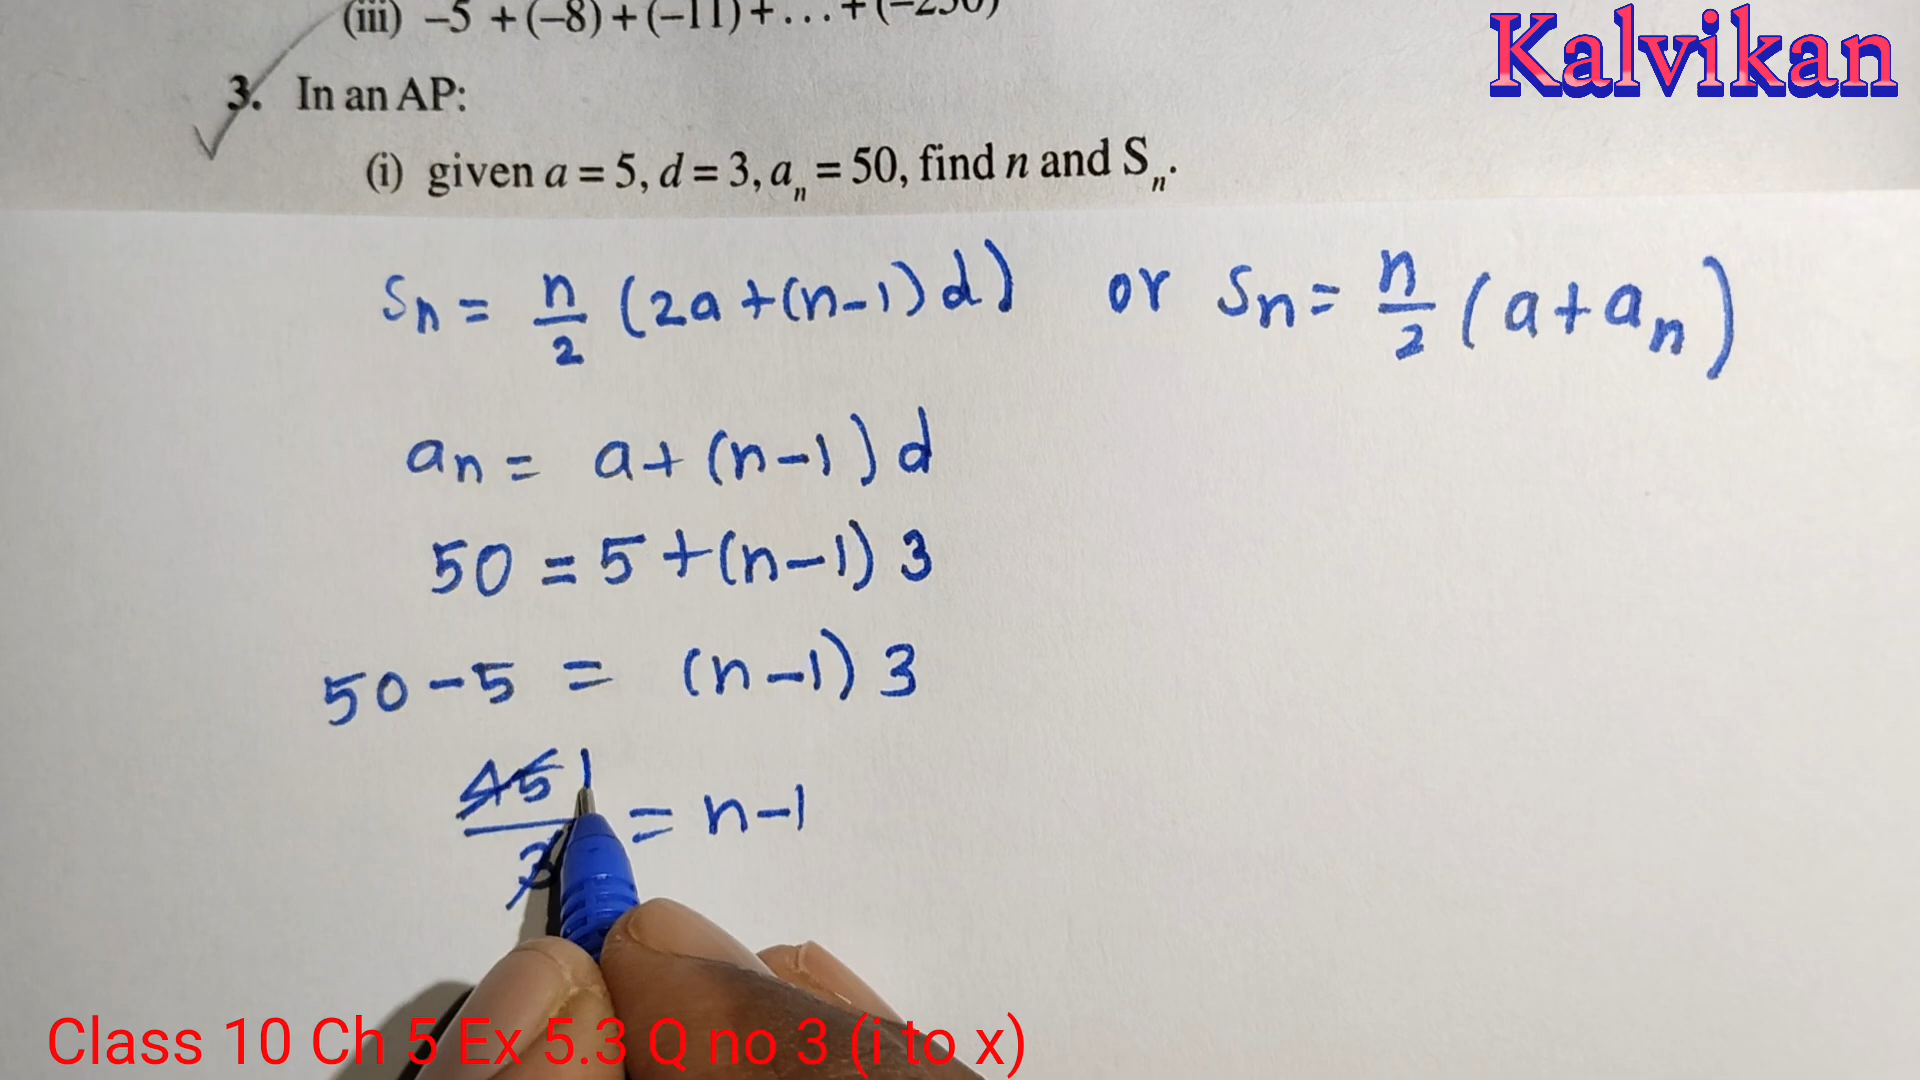 (iii) –5 + (–8) + (–11) + . . . + (–230)
Kalvikan
3. In an AP:
(i) given a = 5, d = 3, aₙ = 50, find n and Sₙ.
Sₙ = n/2 (2a + (n-1) d) or Sₙ = n/2 (a + aₙ)
aₙ = a + (n-1) d
50 = 5 + (n-1) 3
50 - 5 = (n-1) 3
45/3 1 = n-1
Class 10 Ch 5 Ex 5.3 Q no 3 (i to x)